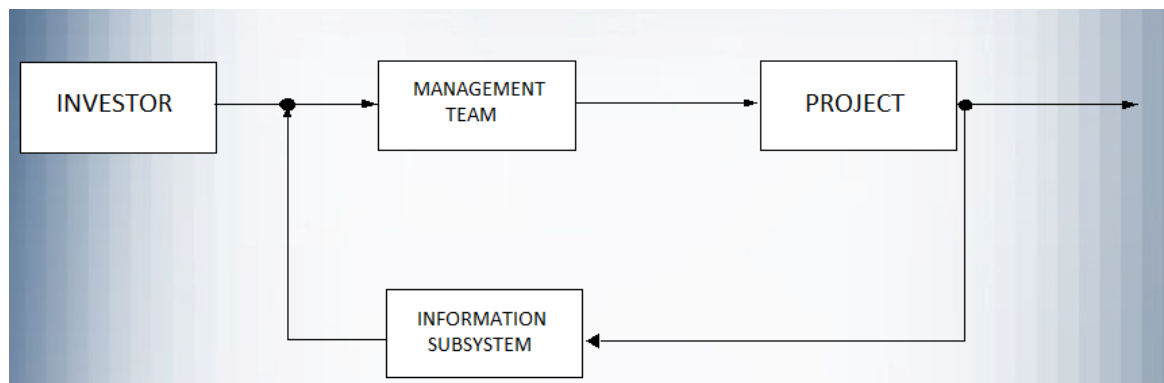 INVESTOR
MANAGEMENT
TEAM
PROJECT
INFORMATION
SUBSYSTEM